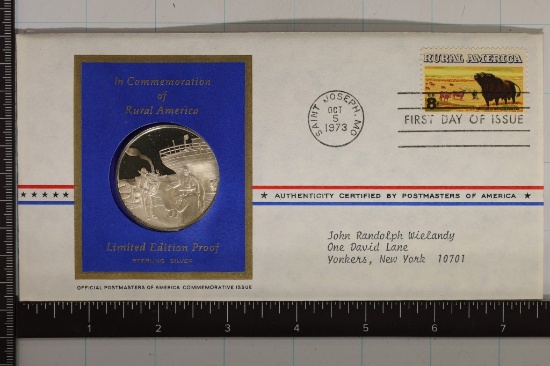 In Commemoration
of
Rural America
Limited Edition Proof
STERLING SILVER
OFFICIAL POSTMASTERS OF AMERICA COMMEMORATIVE ISSUE
SAINT JOSEPH, MO
OCT
5
1973
RURAL AMERICA
8
FIRST DAY OF ISSUE
★ AUTHENTICITY CERTIFIED BY POSTMASTERS OF AMERICA ★
John Randolph Wielandy
One David Lane
Yonkers, New York 10701
1 2 3 4 5 6 7